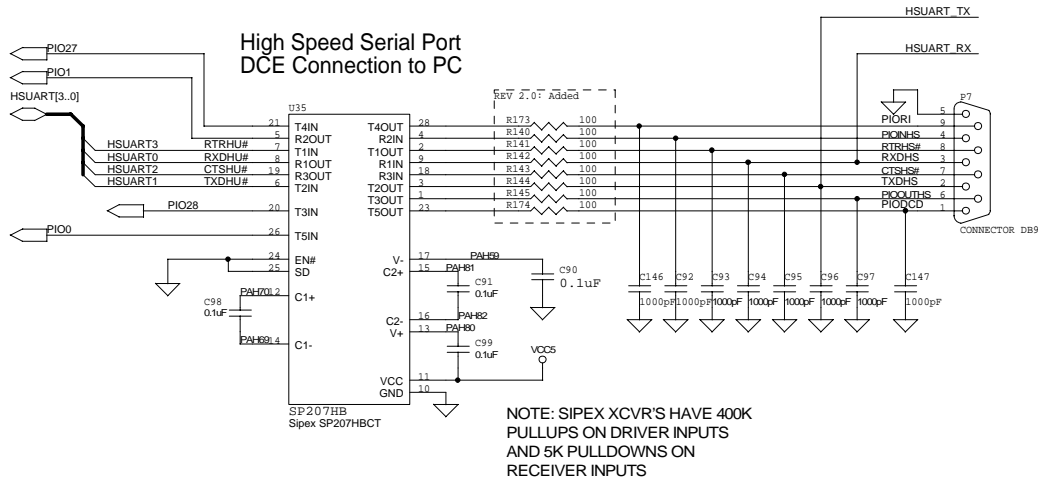 HSUART_TX
PIO27
High Speed Serial Port
DCE Connection to PC
HSUART_RX
PIO1
HSUART[3..0]
REV 2.0: Added
P7
U35
21 T4IN T4OUT 28 R173 100 PIORI 5
5 R2OUT R2IN 4 R140 100 PIOINHS 9
HSUART3 RTRHU# 7 T1IN T1OUT 2 R141 100 RTRHS# 4
HSUART0 RXDHU# 8 R1OUT R1IN 9 R142 100 RXDHS 8
HSUART2 CTSHU# 19 R3OUT R3IN 18 R143 100 CTSHS# 3
HSUART1 TXDHU# 6 T2IN T2OUT 3 R144 100 TXDHS 7
T3OUT 1 R145 100 PIOOUTHS 2
PIO28 20 T3IN T5OUT 23 R174 100 PIODCD 6
1
PIO0 26 T5IN
CONNECTOR DB9
24 EN# V- 17 PAH59
25 SD C2+ 15 PAH81
C90
0.1uF
C91
0.1uF
C146 C92 C93 C94 C95 C96 C97 C147
1000pF 1000pF 1000pF 1000pF 1000pF 1000pF 1000pF 1000pF
PAH70 12 C1+
C98
0.1uF
C2- 16 PAH82
V+ 13 PAH80
PAH69 14 C1-
C99
0.1uF
VCC5
VCC 11
GND 10
SP207HB
Sipex SP207HBCT
NOTE: SIPEX XCVR'S HAVE 400K
PULLUPS ON DRIVER INPUTS
AND 5K PULLDOWNS ON
RECEIVER INPUTS